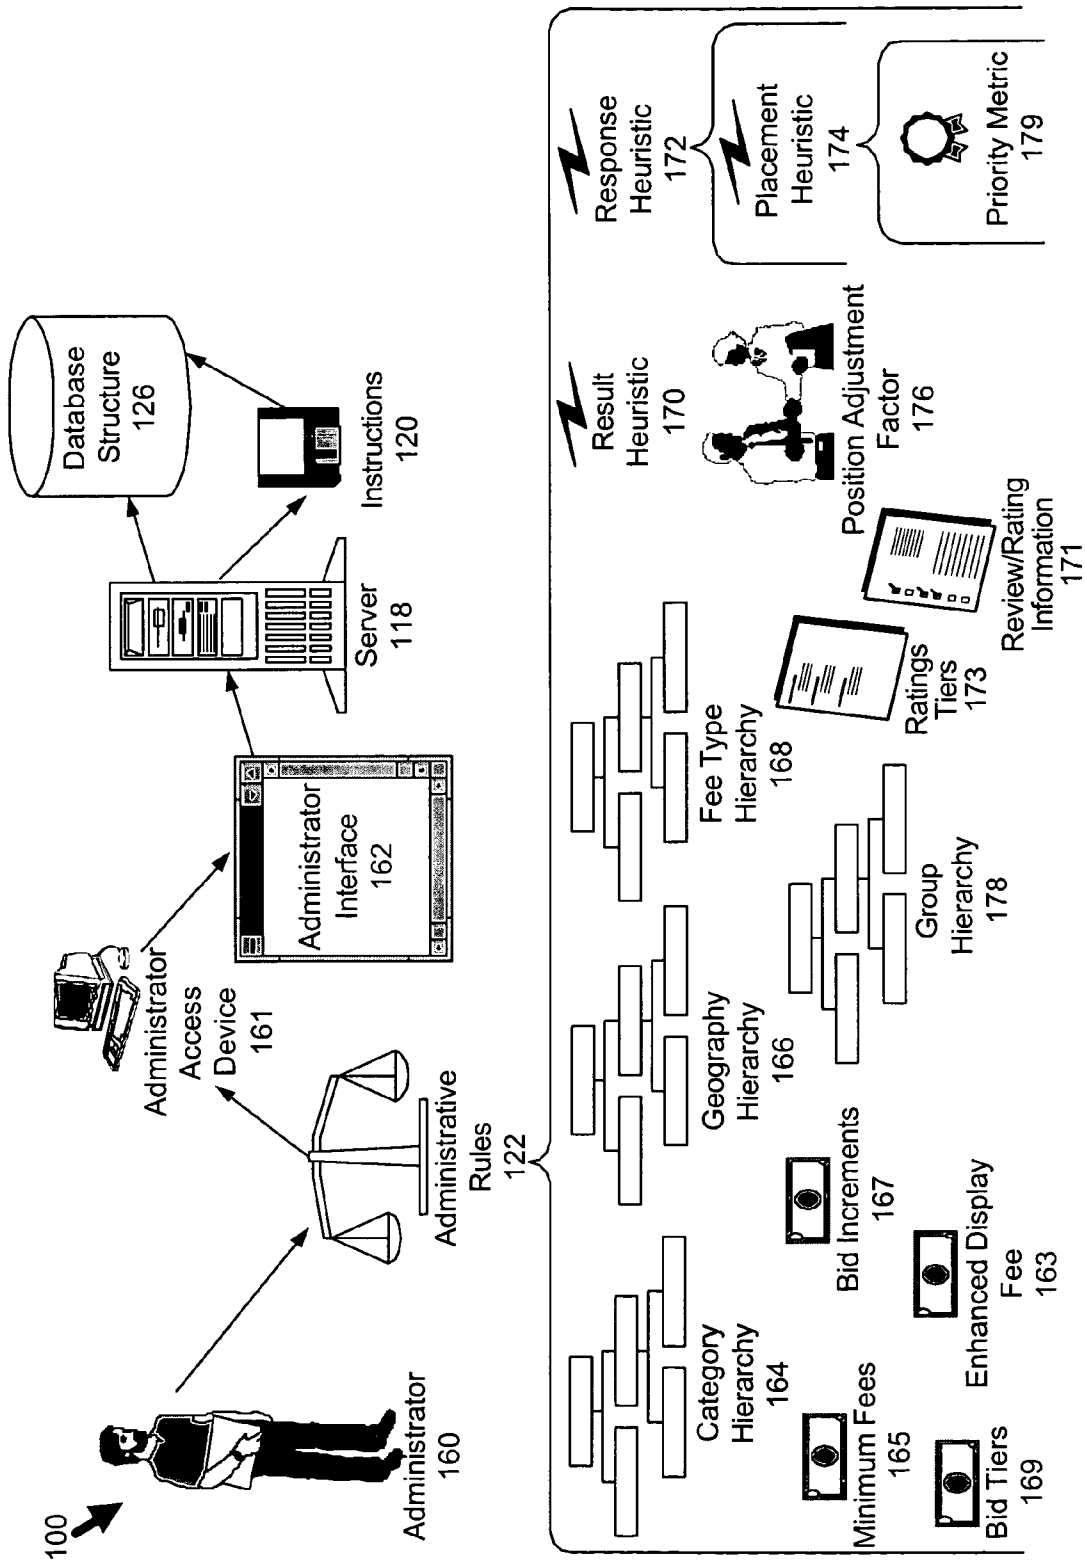 100
Administrator
160
Administrative
Rules
122
Administrator
Access
Device
161
Administrator
Interface
162
Server
118
Database
Structure
126
Instructions
120
Category
Hierarchy
164
Geography
Hierarchy
166
Fee Type
Hierarchy
168
Result
Heuristic
170
Response
Heuristic
172
Minimum Fees
165
Bid Increments
167
Group
Hierarchy
178
Ratings
Tiers
173
Position Adjustment
Factor
176
Placement
Heuristic
174
Bid Tiers
169
Enhanced Display
Fee
163
Review/Rating
Information
171
Priority Metric
179